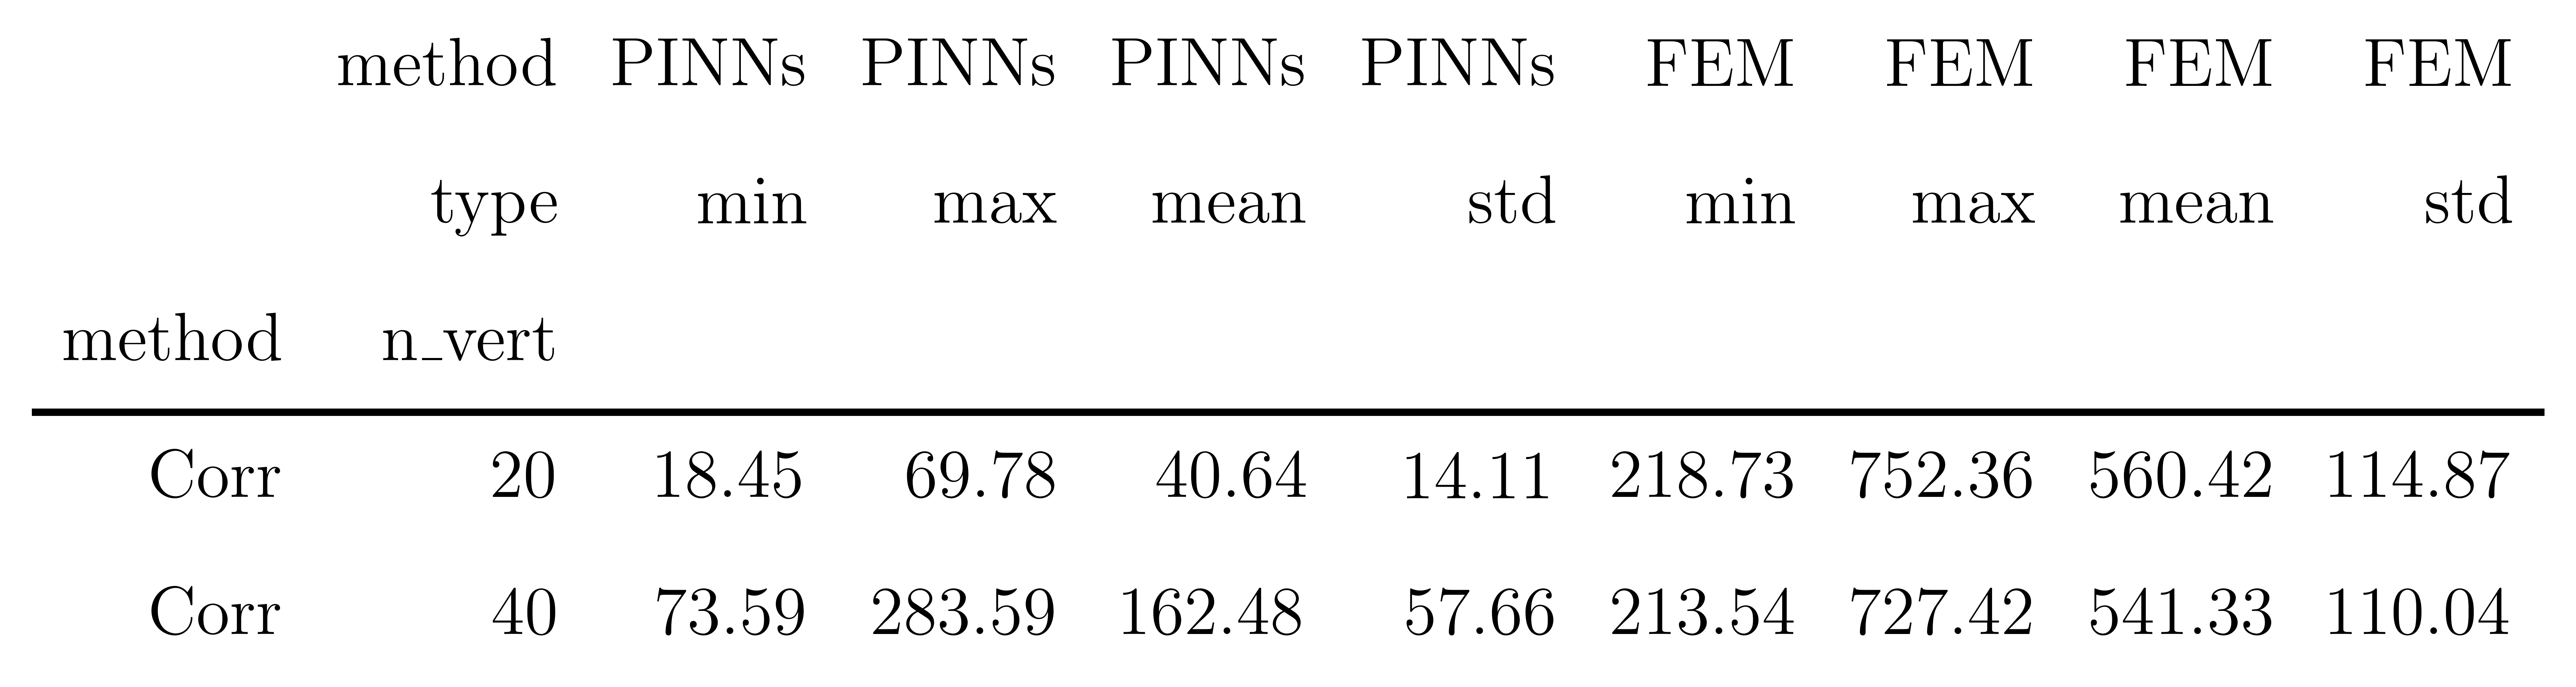 method PINNs PINNs PINNs PINNs FEM FEM FEM FEM
type min max mean std min max mean std
method n_vert
Corr 20 18.45 69.78 40.64 14.11 218.73 752.36 560.42 114.87
Corr 40 73.59 283.59 162.48 57.66 213.54 727.42 541.33 110.04